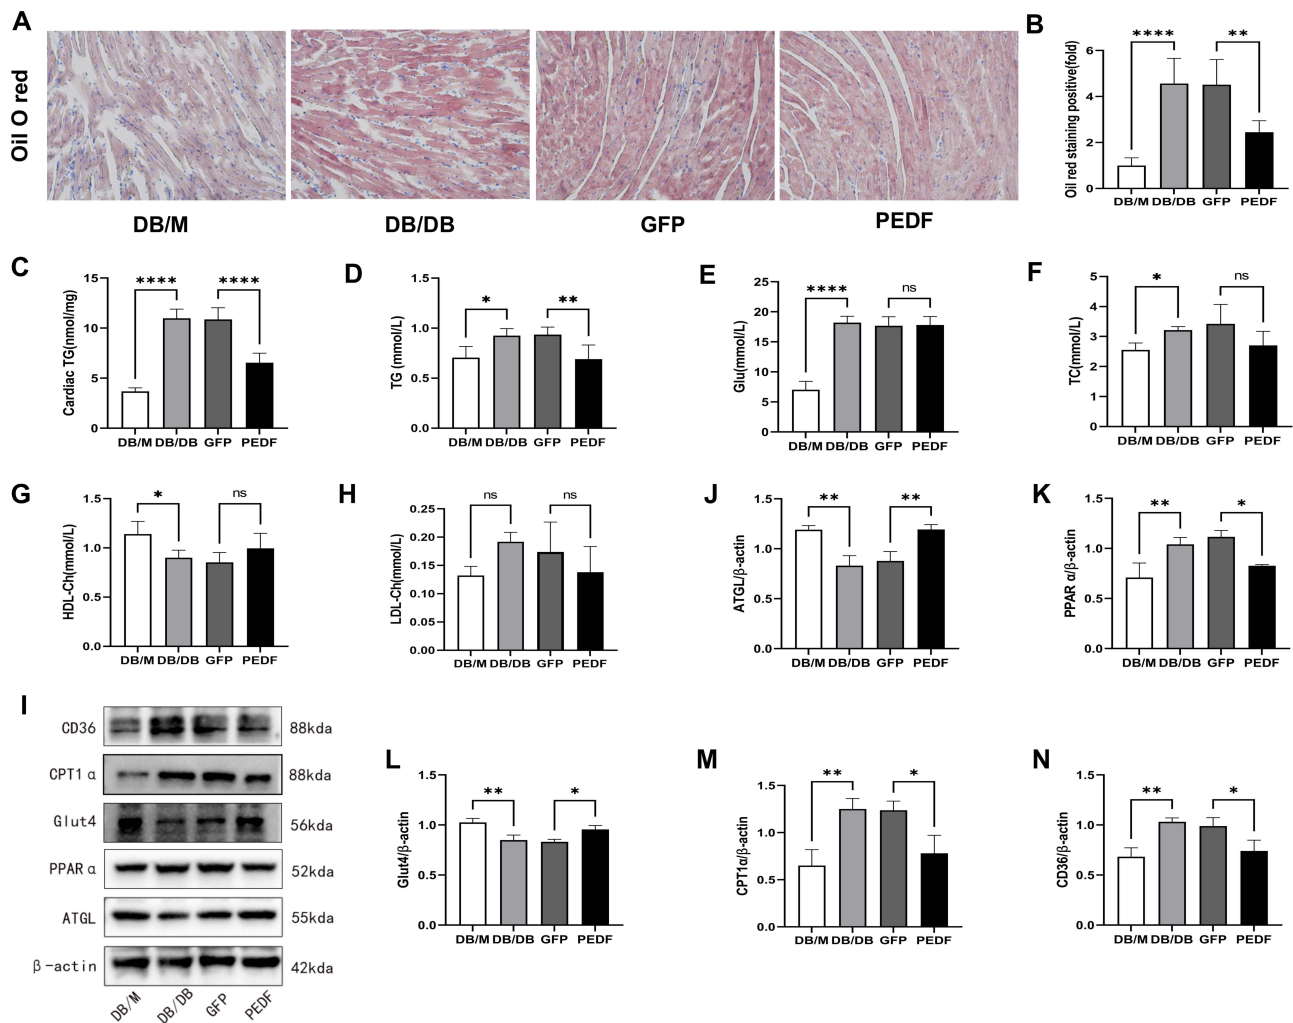 A
Oil O red
DB/M
DB/DB
GFP
PEDF
B
Oil red staining positive(fold)
6
4
2
0
****
**
DB/M DB/DB GFP PEDF
C
Cardiac TG(nmol/mg)
15
10
5
0
****
****
DB/M DB/DB GFP PEDF
D
TG (mmol/L)
1.5
1.0
0.5
0.0
*
**
DB/M DB/DB GFP PEDF
E
Glu(mmol/L)
25
20
15
10
5
0
****
ns
DB/M DB/DB GFP PEDF
F
TC(mmol/L)
5
4
3
2
1
0
*
ns
DB/M DB/DB GFP PEDF
G
HDL-Ch(mmol/L)
1.5
1.0
0.5
0.0
*
ns
DB/M DB/DB GFP PEDF
H
LDL-Ch(mmol/L)
0.25
0.20
0.15
0.10
0.05
0.00
ns
ns
DB/M DB/DB GFP PEDF
J
ATGL/β-actin
1.5
1.0
0.5
0.0
**
**
DB/M DB/DB GFP PEDF
K
PPAR α/β-actin
1.5
1.0
0.5
0.0
**
*
DB/M DB/DB GFP PEDF
I
CD36 88kda
CPT1α 88kda
Glut4 56kda
PPARα 52kda
ATGL 55kda
β-actin 42kda
DB/M DB/DB GFP PEDF
L
Glut4/β-actin
1.5
1.0
0.5
0.0
**
*
DB/M DB/DB GFP PEDF
M
CPT1α/β-actin
1.5
1.0
0.5
0.0
**
*
DB/M DB/DB GFP PEDF
N
CD36/β-actin
1.5
1.0
0.5
0.0
**
*
DB/M DB/DB GFP PEDF